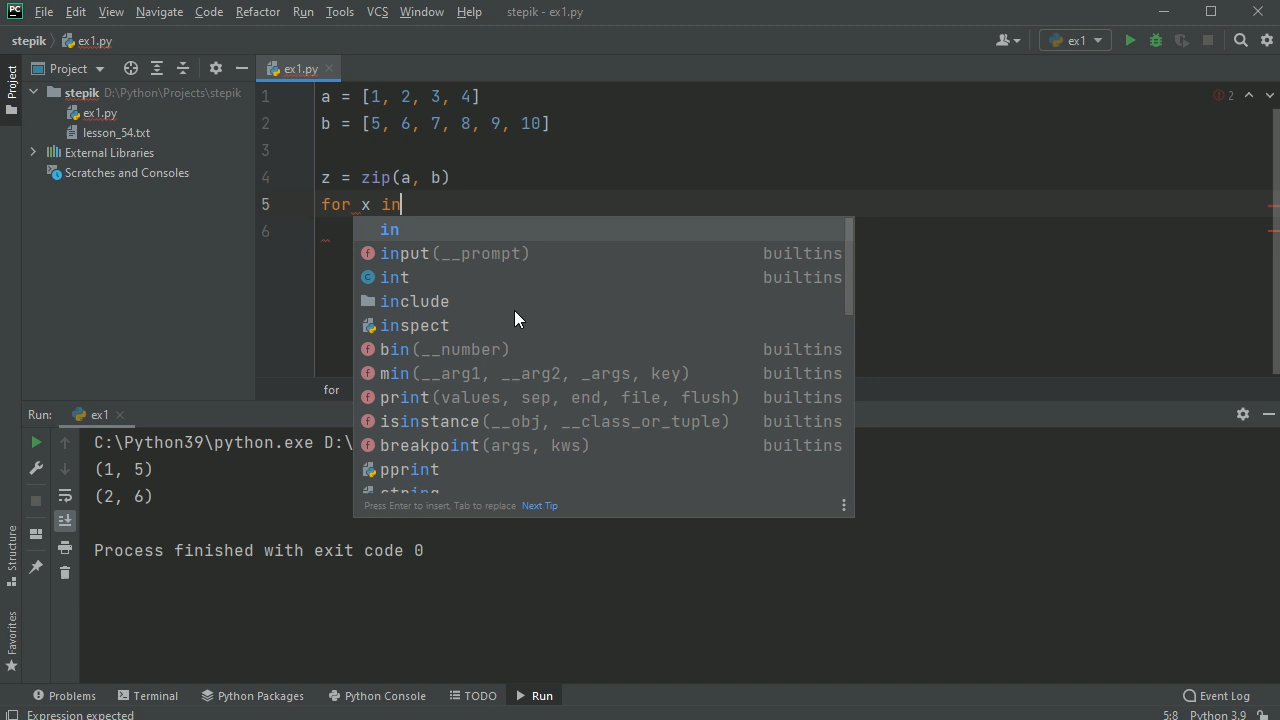 PC File Edit View Navigate Code Refactor Run Tools VCS Window Help stepik - ex1.py
stepik ex1.py ex1
Project ex1.py
Project
stepik D:\Python\Projects\stepik
ex1.py
lesson_54.txt
External Libraries
Scratches and Consoles
1 a = [1, 2, 3, 4] 2
2 b = [5, 6, 7, 8, 9, 10]
3
4 z = zip(a, b)
5 for x in
6
in
input(__prompt) builtins
int builtins
include
inspect
bin(__number) builtins
min(__arg1, __arg2, _args, key) builtins
print(values, sep, end, file, flush) builtins
isinstance(__obj, __class_or_tuple) builtins
breakpoint(args, kws) builtins
pprint
string
Press Enter to insert, Tab to replace Next Tip
for
Run: ex1
C:\Python39\python.exe D:\
(1, 5)
(2, 6)
Process finished with exit code 0
Structure
Favorites
Problems Terminal Python Packages Python Console TODO Run Event Log
Expression expected 5:8 Python 3.9